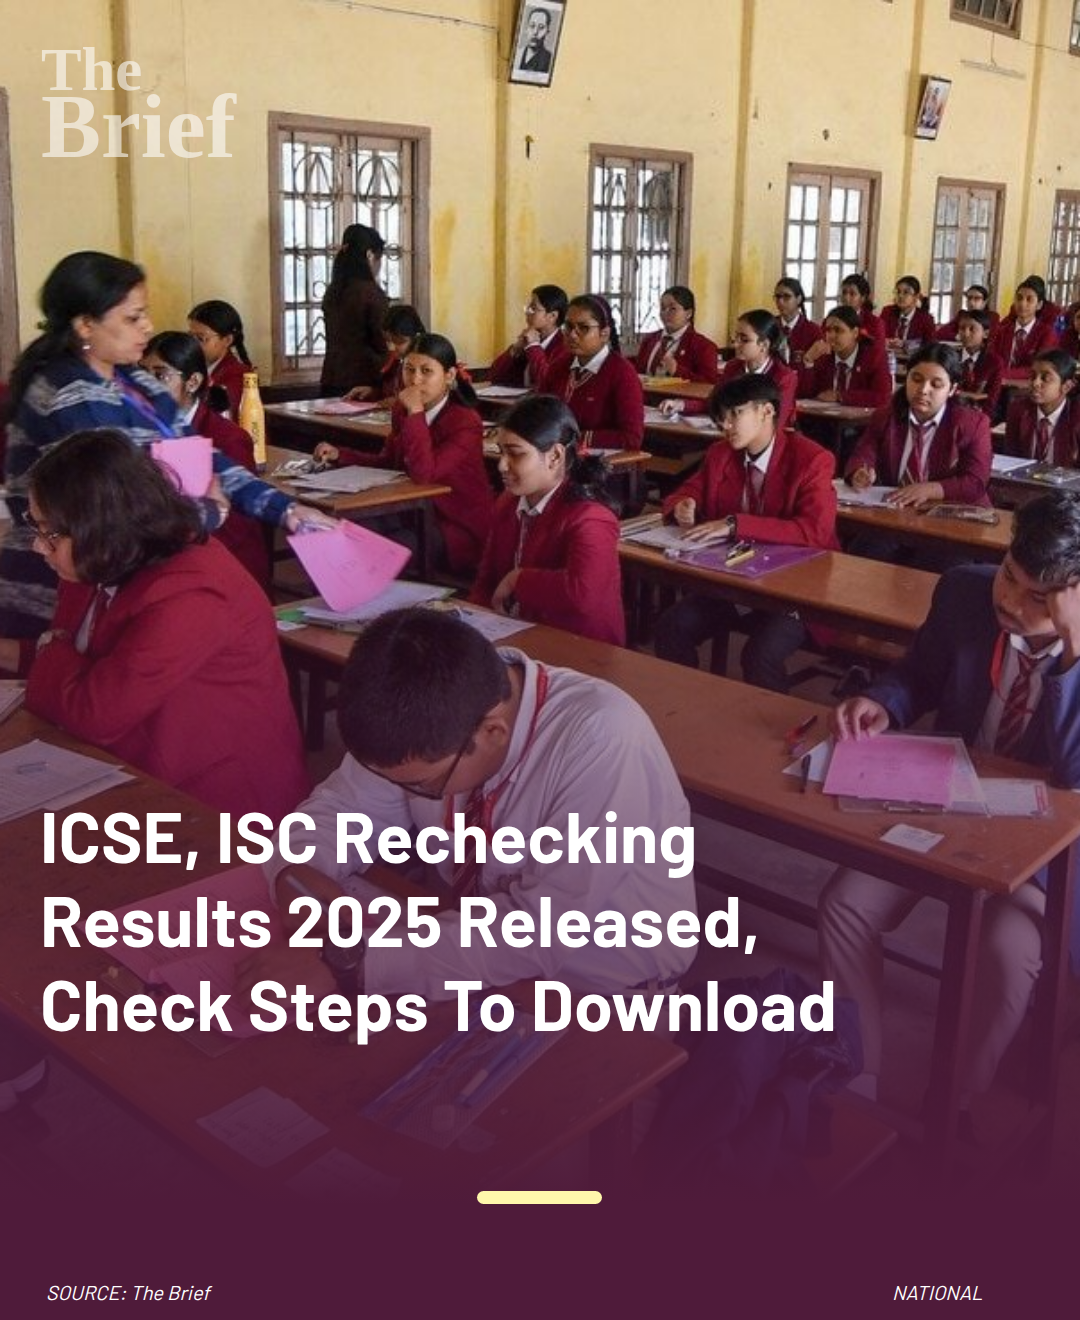 The
Brief
ICSE, ISC Rechecking
Results 2025 Released,
Check Steps To Download
SOURCE: The Brief
NATIONAL